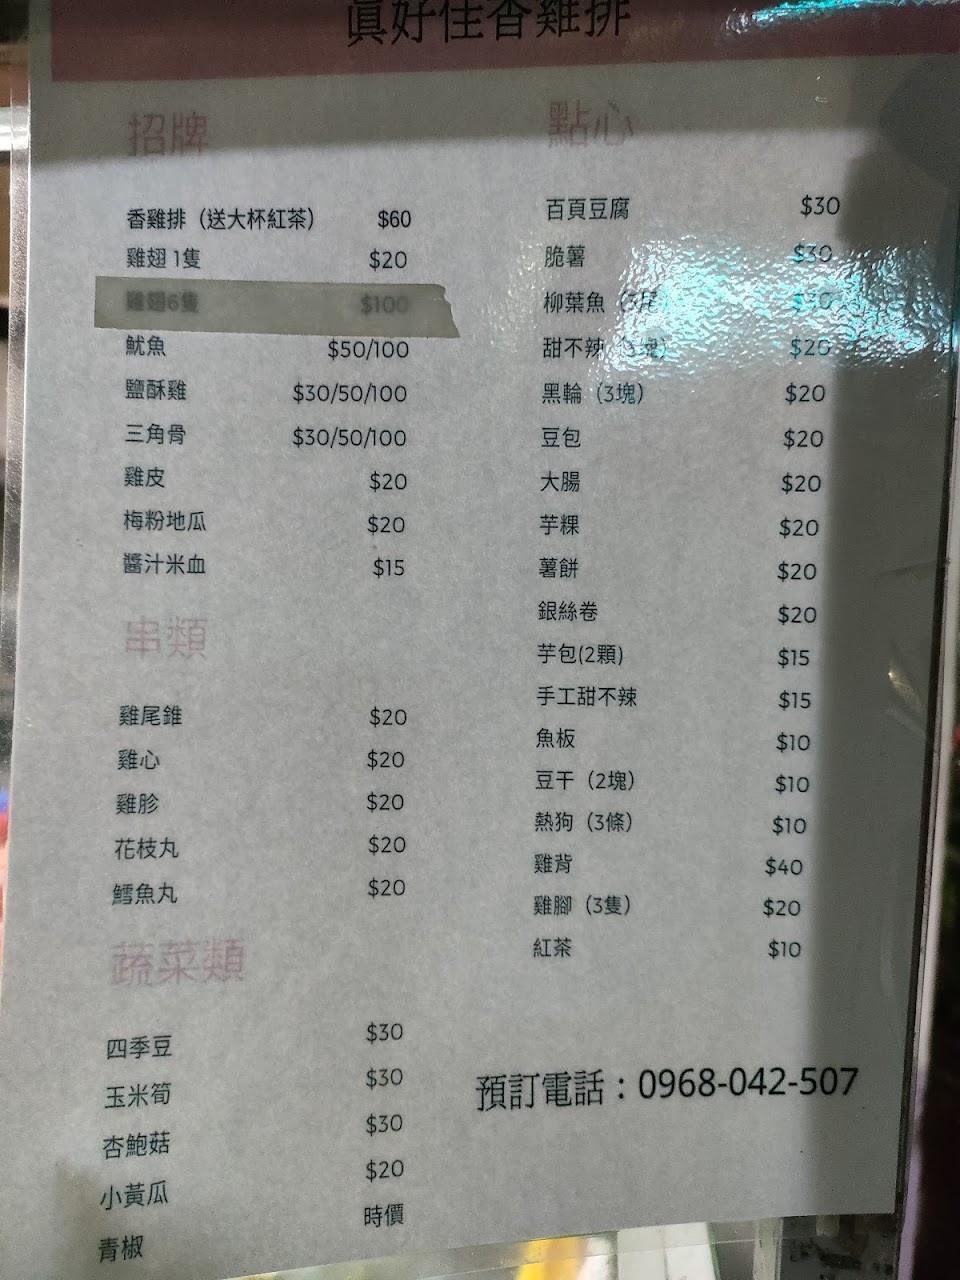 眞好佳香雞排
招牌
香雞排（送大杯紅茶） $60
雞翅 1隻 $20
雞翅6隻 $100
魷魚 $50/100
鹽酥雞 $30/50/100
三角骨 $30/50/100
雞皮 $20
梅粉地瓜 $20
醬汁米血 $15
串類
雞尾錐 $20
雞心 $20
雞胗 $20
花枝丸 $20
鱈魚丸 $20
蔬菜類
四季豆 $30
玉米筍 $30
杏鮑菇 $30
小黃瓜 $20
青椒 時價
點心
百頁豆腐 $30
脆薯 $30
柳葉魚（3尾） $30
甜不辣 $20
黑輪（3塊） $20
豆包 $20
大腸 $20
芋粿 $20
薯餅 $20
銀絲卷 $20
芋包(2顆) $15
手工甜不辣 $15
魚板 $10
豆干（2塊） $10
熱狗（3條） $10
雞背 $40
雞腳（3隻） $20
紅茶 $10
預訂電話：0968-042-507